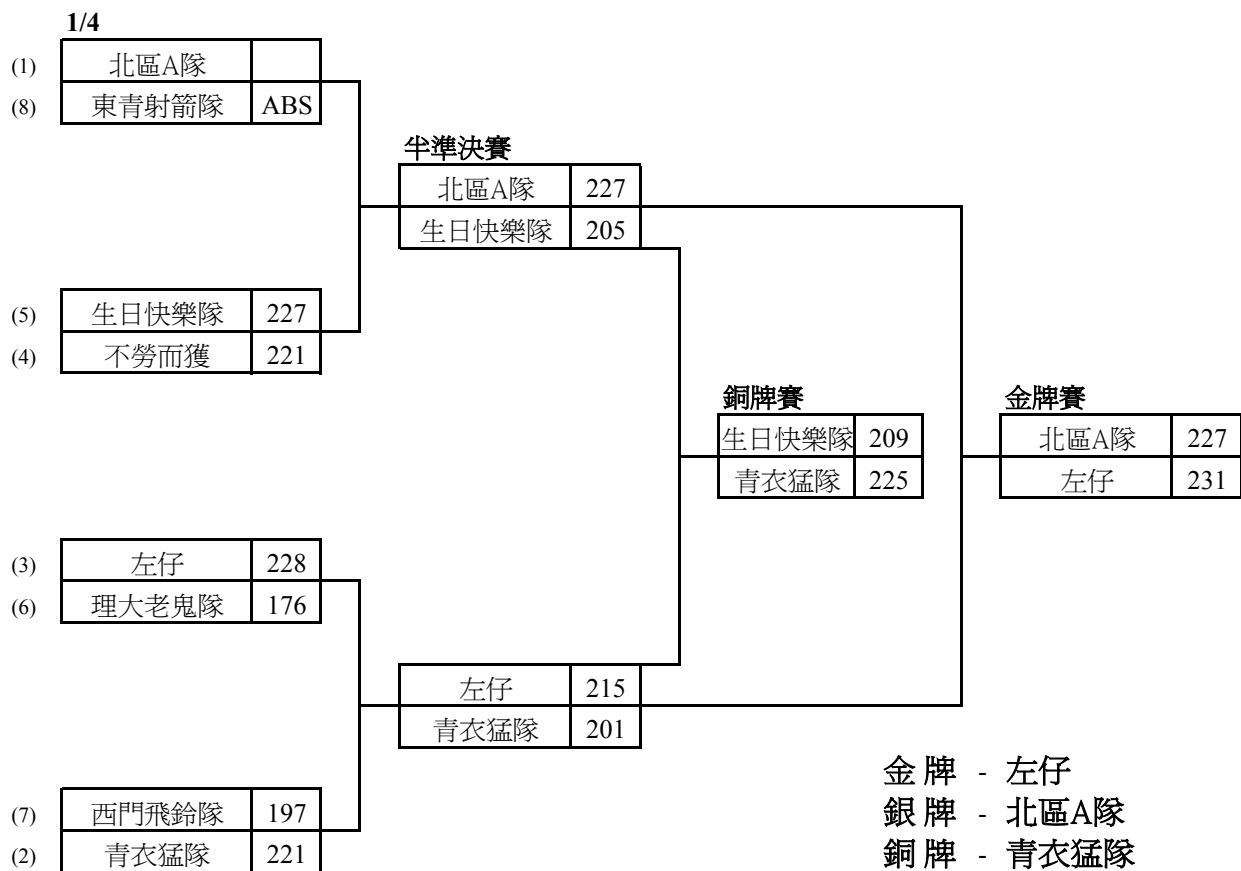 1/4
(1) 北區A隊
(8) 東青射箭隊 ABS
半準決賽
北區A隊 227
生日快樂隊 205
(5) 生日快樂隊 227
(4) 不勞而獲 221
銅牌賽
生日快樂隊 209
青衣猛隊 225
金牌賽
北區A隊 227
左仔 231
(3) 左仔 228
(6) 理大老鬼隊 176
左仔 215
青衣猛隊 201
(7) 西門飛鈴隊 197
(2) 青衣猛隊 221
金 牌 - 左仔
銀 牌 - 北區A隊
銅 牌 - 青衣猛隊